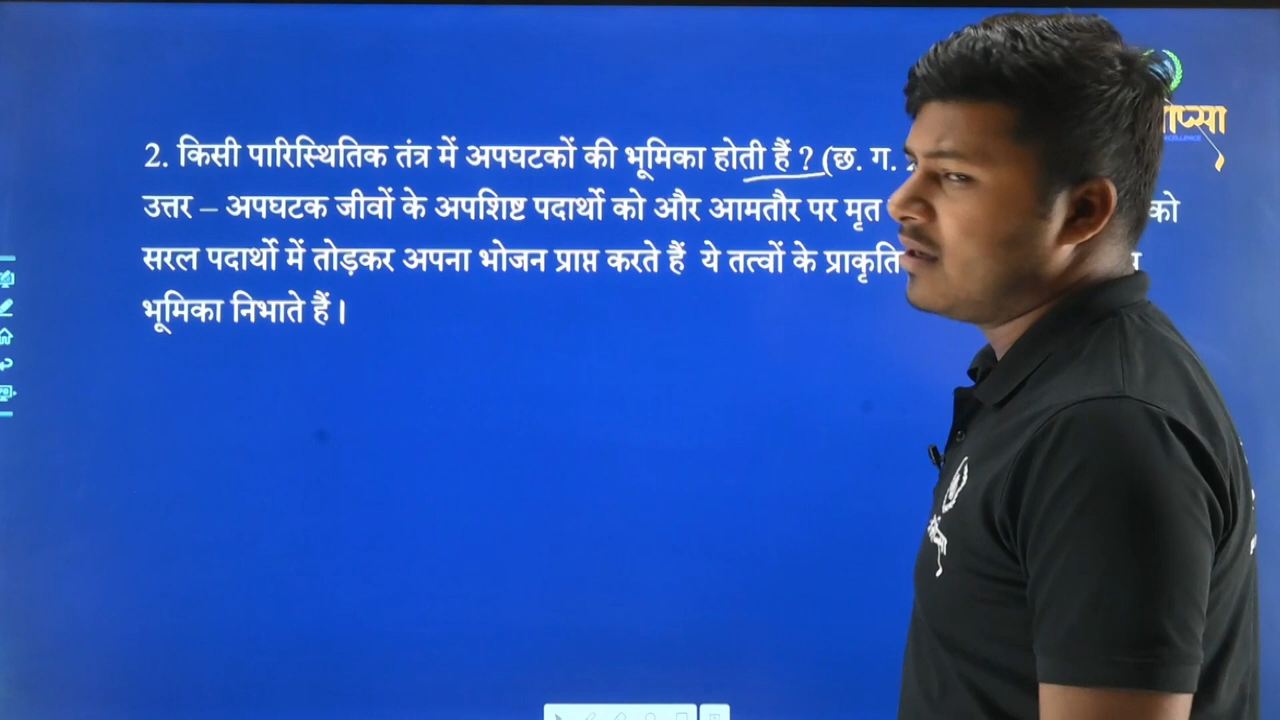 2. किसी पारिस्थितिक तंत्र में अपघटकों की भूमिका होती हैं ? (छ. ग.
उत्तर – अपघटक जीवों के अपशिष्ट पदार्थो को और आमतौर पर मृत को
सरल पदार्थो में तोड़कर अपना भोजन प्राप्त करते हैं ये तत्वों के
भूमिका निभाते हैं।